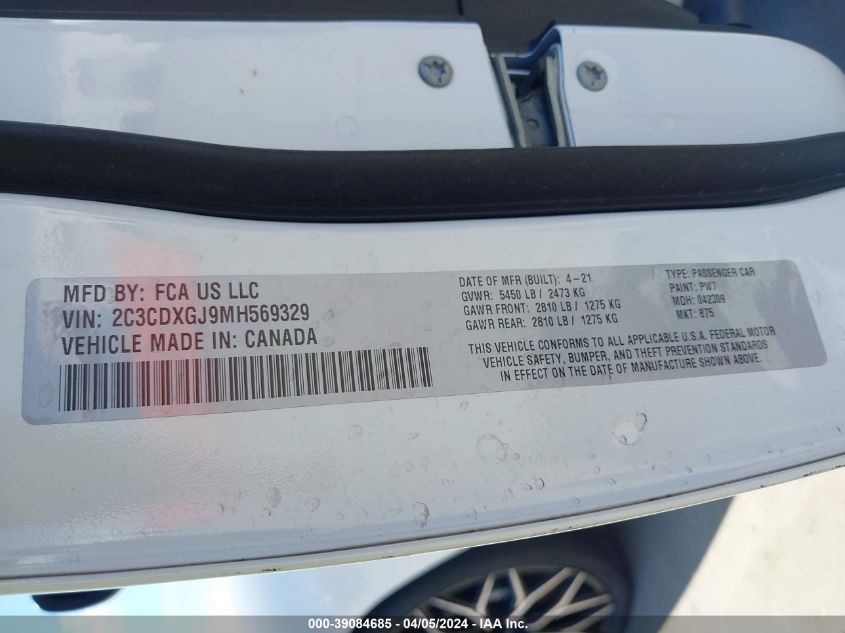 MFD BY: FCA US LLC
VIN: 2C3CDXGJ9MH569329
VEHICLE MADE IN: CANADA
DATE OF MFR (BUILT): 4-21
GVWR: 5450 LB / 2473 KG
GAWR FRONT: 2810 LB / 1275 KG
GAWR REAR: 2810 LB / 1275 KG
TYPE: PASSENGER CAR
PAINT: PW7
MDH: 042309
MKT: 875
THIS VEHICLE CONFORMS TO ALL APPLICABLE U.S.A. FEDERAL MOTOR
VEHICLE SAFETY, BUMPER, AND THEFT PREVENTION STANDARDS
IN EFFECT ON THE DATE OF MANUFACTURE SHOWN ABOVE.
000-39084685 - 04/05/2024 - IAA Inc.